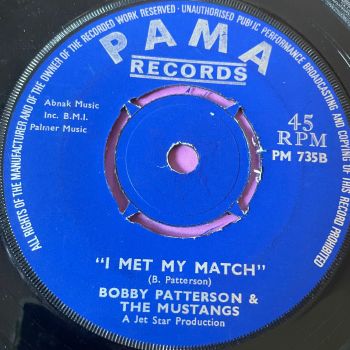 ALL RIGHTS OF THE MANUFACTURER AND OF THE OWNER OF THE RECORDED WORK RESERVED · UNAUTHORISED PUBLIC PERFORMANCE BROADCASTING AND COPYING OF THIS RECORD PROHIBITED
PAMA
RECORDS
Abnak Music
Inc. B.M.I.
Palmer Music
45
RPM
PM 735B
"I MET MY MATCH"
(B. Patterson)
BOBBY PATTERSON &
THE MUSTANGS
A Jet Star Production